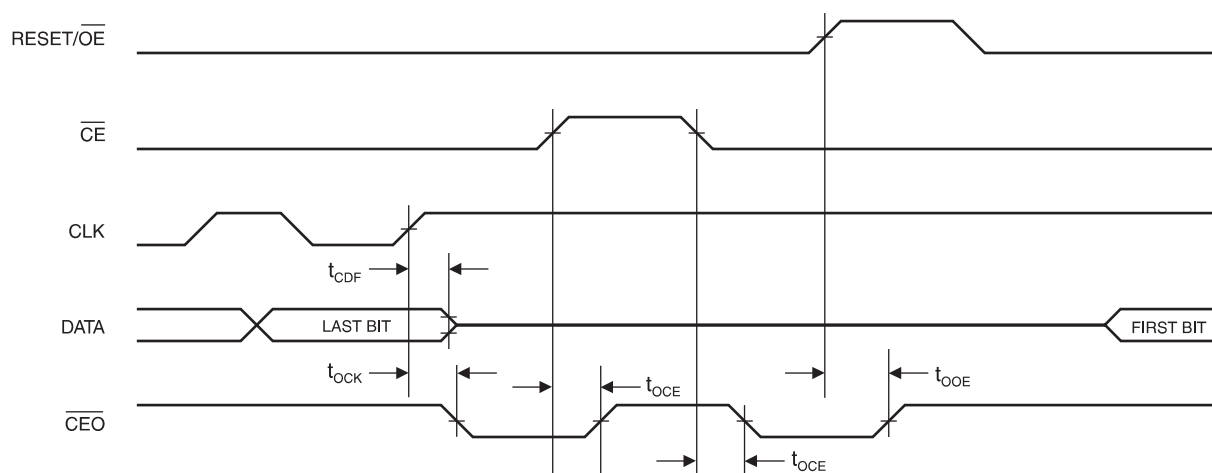 RESET/OE
CE
CLK
tCDF
DATA
LAST BIT
FIRST BIT
tOCK
tOCE
tOOE
CEO
tOCE